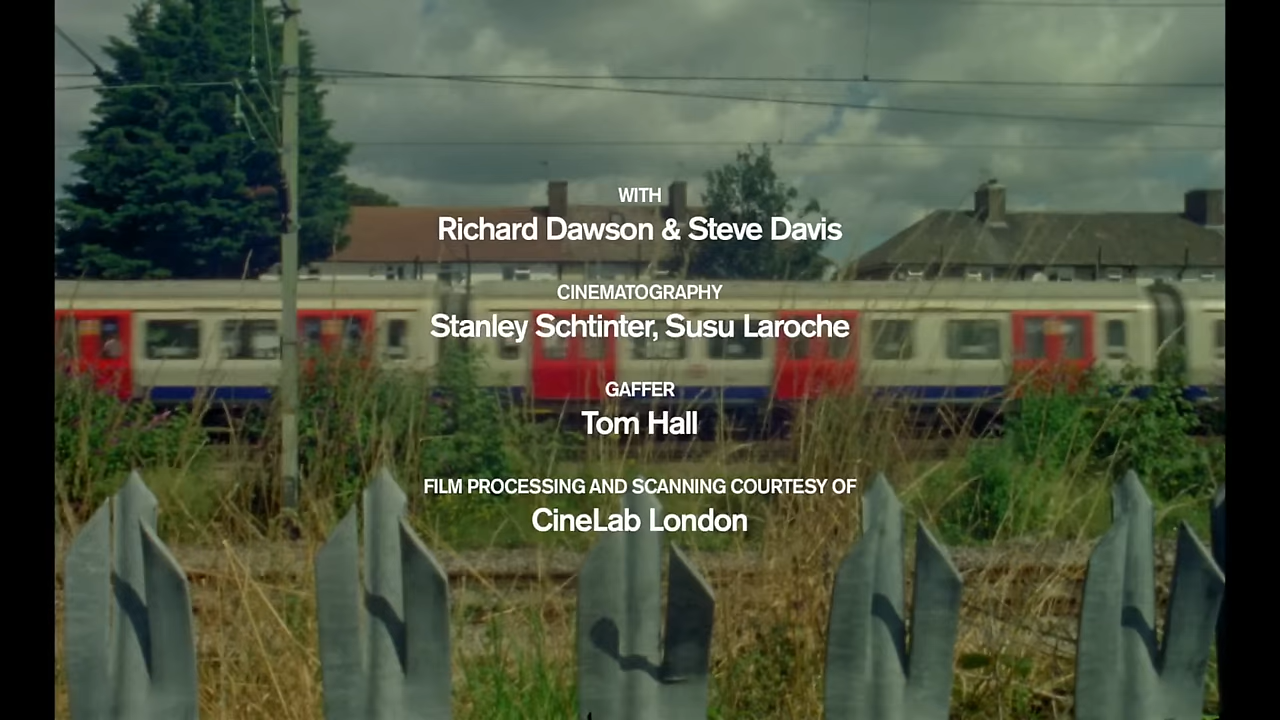 WITH
Richard Dawson & Steve Davis
CINEMATOGRAPHY
Stanley Schtinter, Susu Laroche
GAFFER
Tom Hall
FILM PROCESSING AND SCANNING COURTESY OF
CineLab London